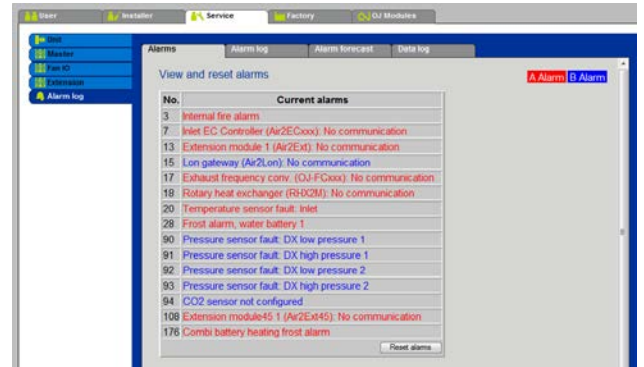 User Installer Service Factory OJ Modules
Unit
Master
Fan IO
Extension
Alarm log
Alarms Alarm log Alarm forecast Data log
View and reset alarms
A Alarm B Alarm
No. Current alarms
3 Internal fire alarm
7 Inlet EC Controller (Air2ECxxx): No communication
13 Extension module 1 (Air2Ext): No communication
15 Lon gateway (Air2Lon): No communication
17 Exhaust frequency conv. (OJ-FCxxx): No communication
18 Rotary heat exchanger (RHX2M): No communication
20 Temperature sensor fault: Inlet
28 Frost alarm, water battery 1
90 Pressure sensor fault: DX low pressure 1
91 Pressure sensor fault: DX high pressure 1
92 Pressure sensor fault: DX low pressure 2
93 Pressure sensor fault: DX high pressure 2
94 CO2 sensor not configured
108 Extension module45 1 (Air2Ext45): No communication
176 Combi battery heating frost alarm
Reset alarms